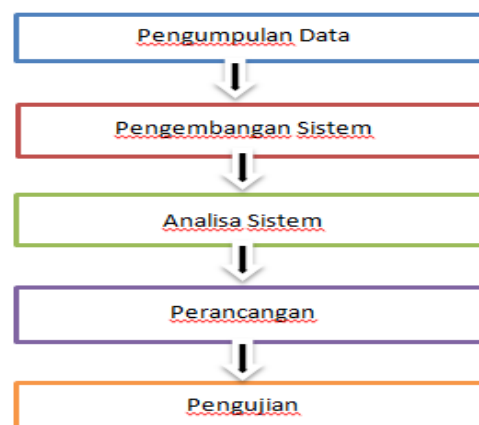 Pengumpulan Data
Pengembangan Sistem
Analisa Sistem
Perancangan
Pengujian